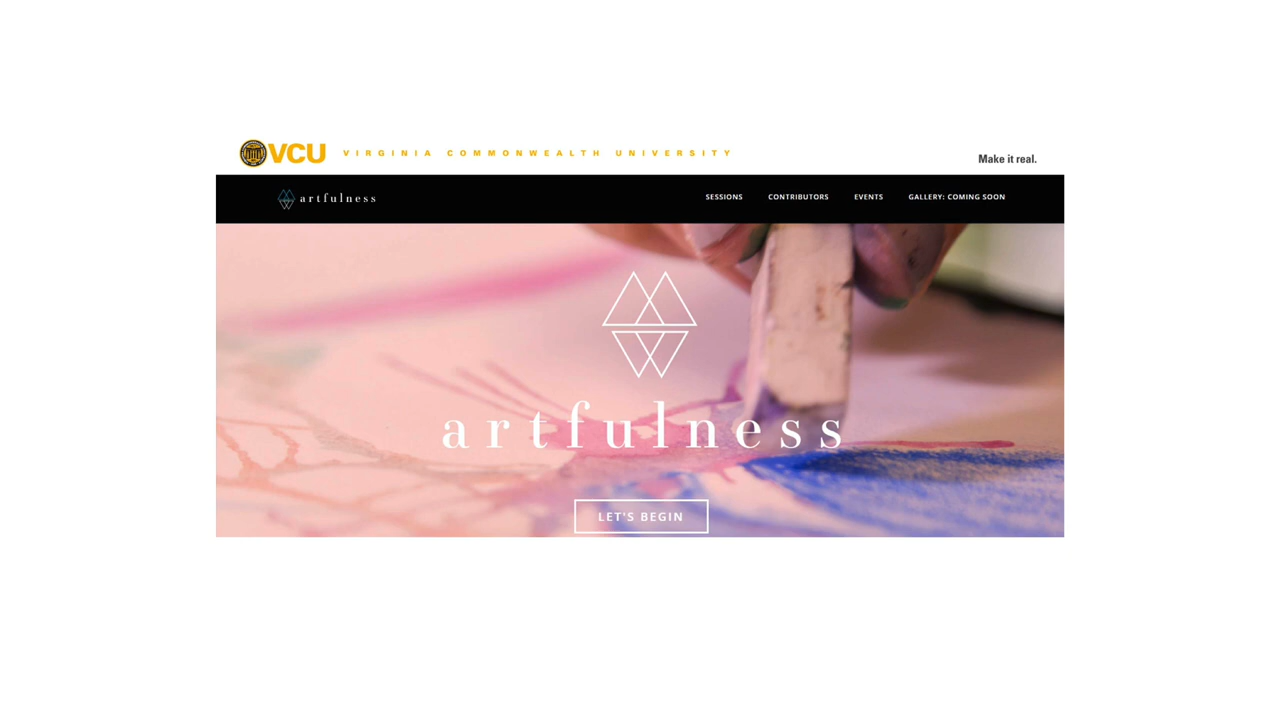 VCU VIRGINIA COMMONWEALTH UNIVERSITY
Make it real.
artfulness SESSIONS CONTRIBUTORS EVENTS GALLERY: COMING SOON
artfulness
LET'S BEGIN